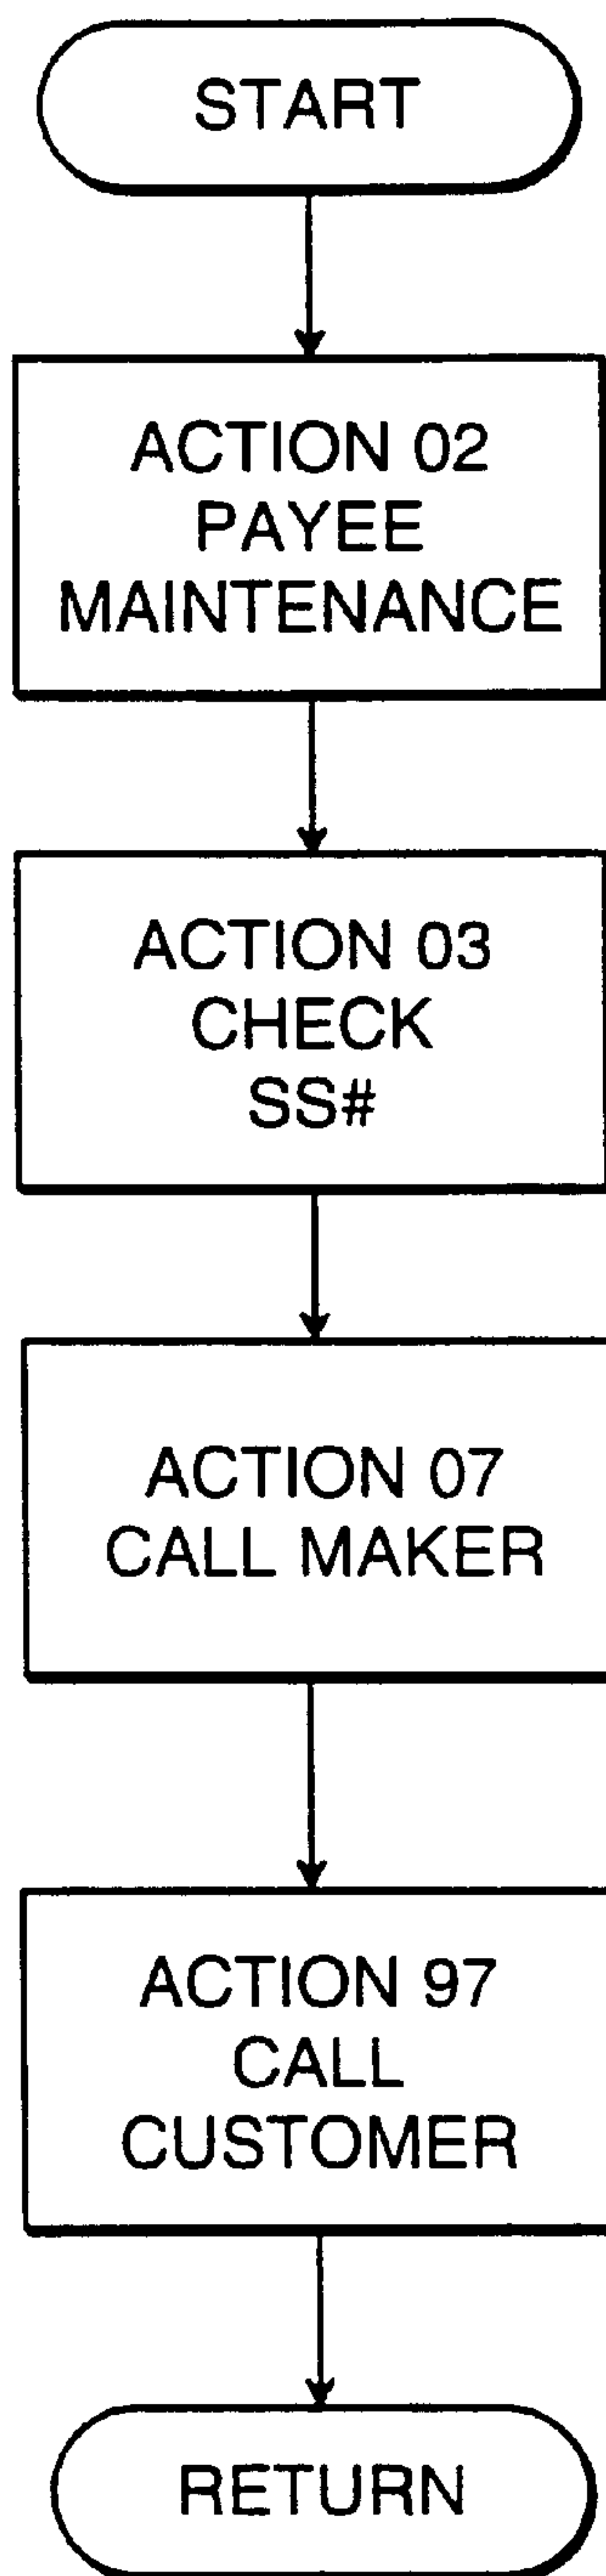 START
ACTION 02
PAYEE
MAINTENANCE
ACTION 03
CHECK
SS#
ACTION 07
CALL MAKER
ACTION 97
CALL
CUSTOMER
RETURN